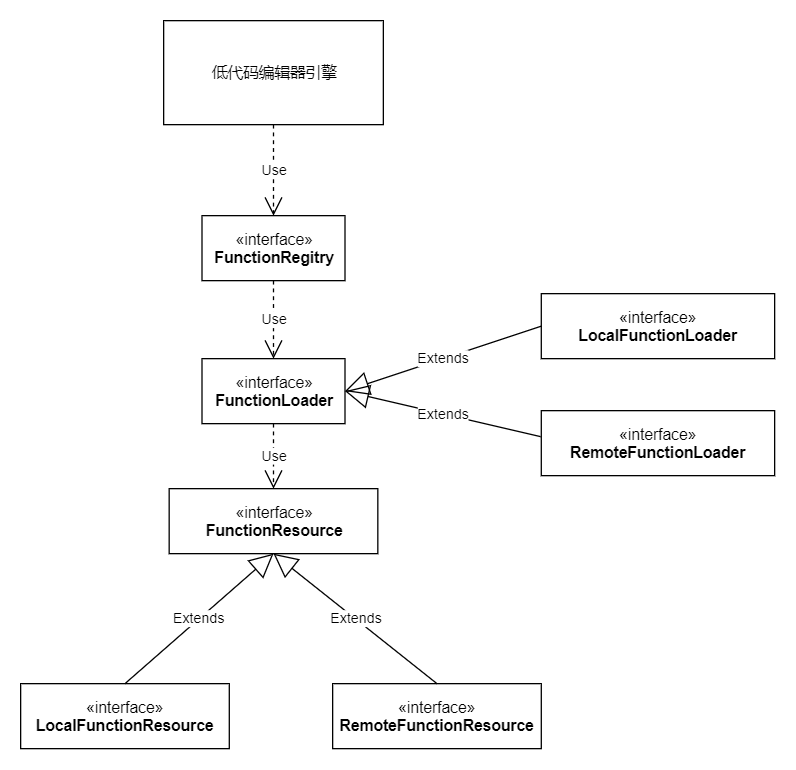 低代码编辑器引擎
Use
«interface»
FunctionRegitry
Use
«interface»
LocalFunctionLoader
Extends
«interface»
FunctionLoader
Extends
«interface»
RemoteFunctionLoader
Use
«interface»
FunctionResource
Extends
Extends
«interface»
LocalFunctionResource
«interface»
RemoteFunctionResource